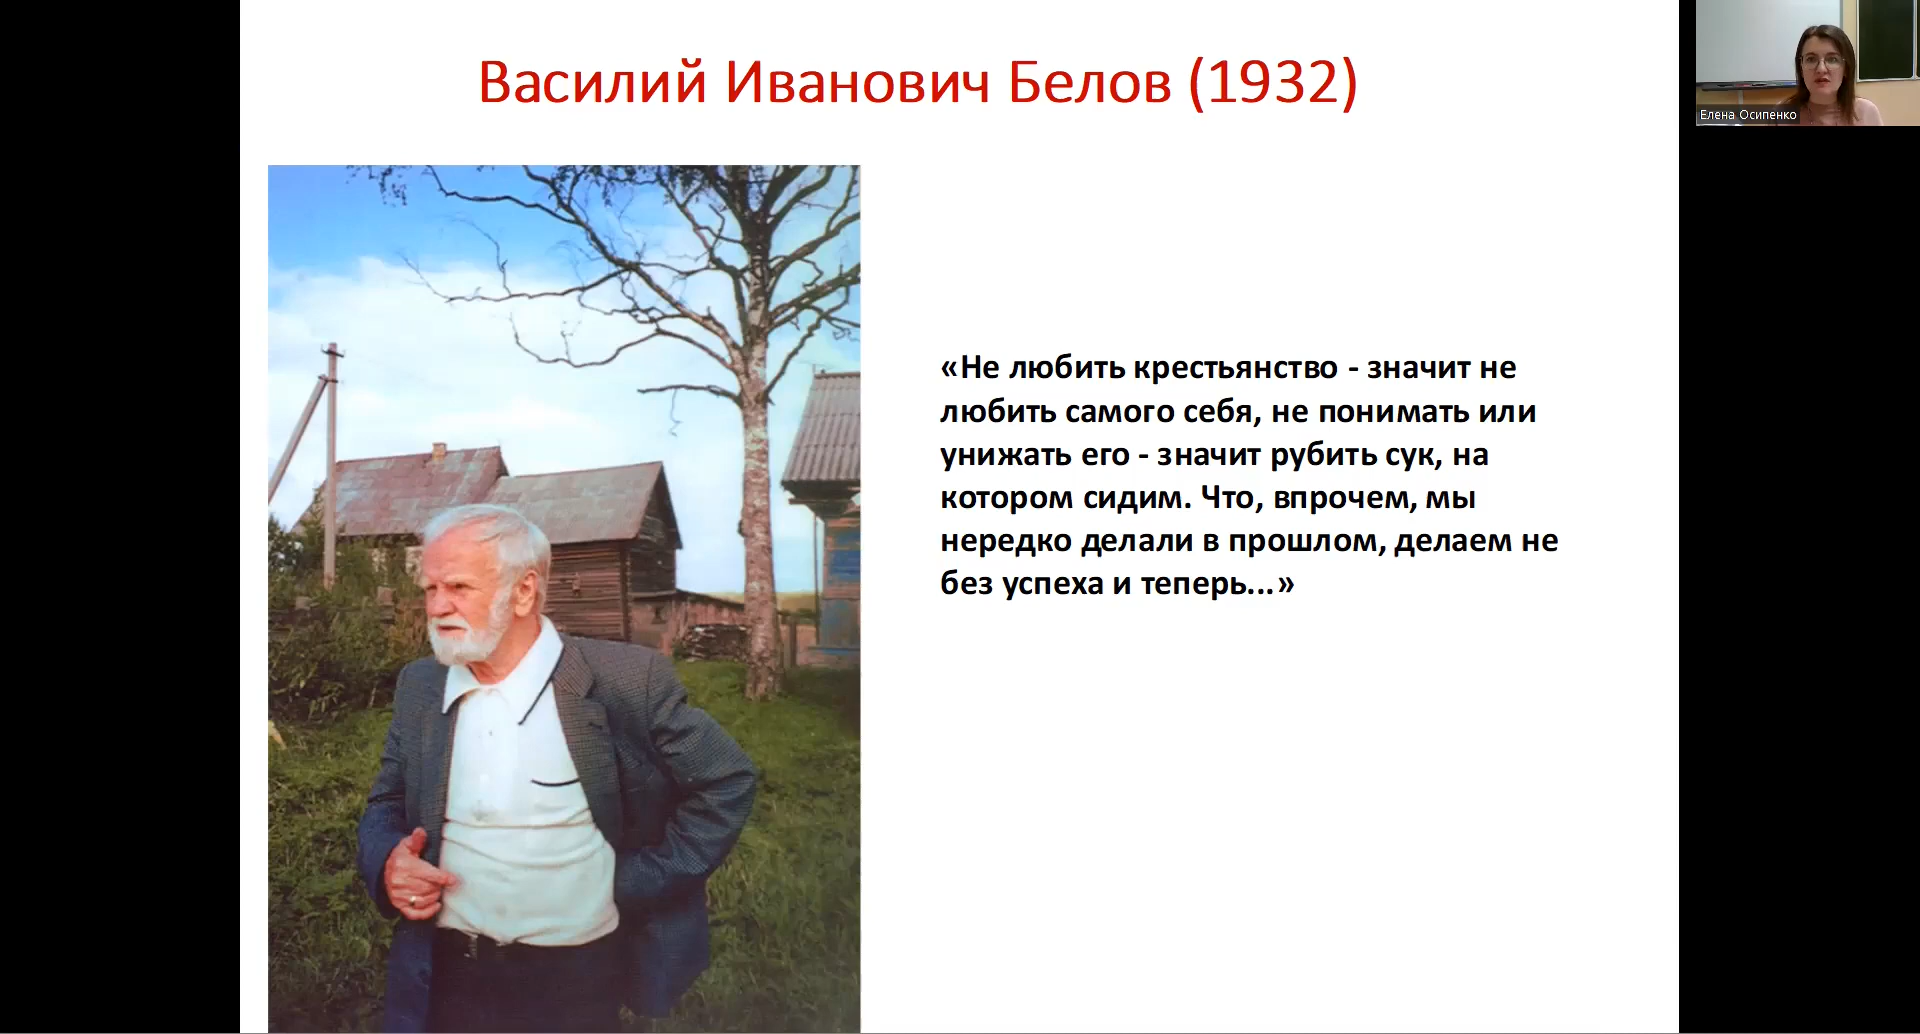 Василий Иванович Белов (1932)
Елена Осипенко
«Не любить крестьянство - значит не
любить самого себя, не понимать или
унижать его - значит рубить сук, на
котором сидим. Что, впрочем, мы
нередко делали в прошлом, делаем не
без успеха и теперь...»